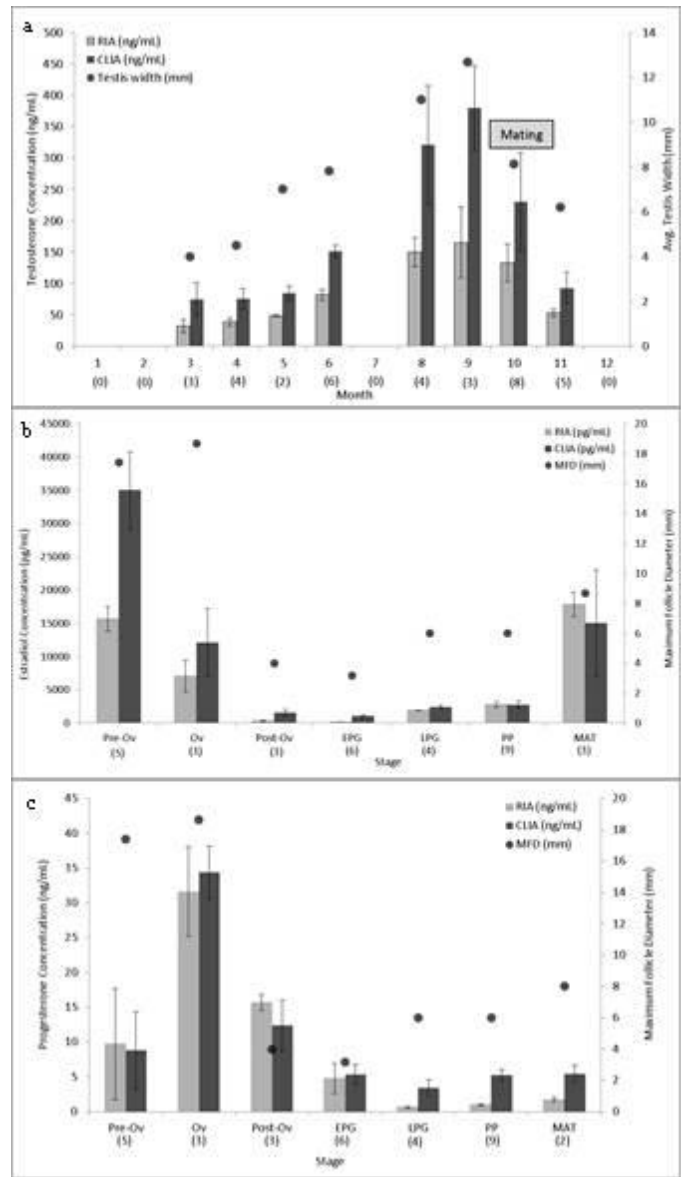 a
500
450
400
350
300
250
200
150
100
50
0
Testosterone Concentration (ng/mL)
RIA (ng/mL)
CLIA (ng/mL)
Testis width (mm)
Mating
14
12
10
8
6
4
2
0
Avg. Testis Width (mm)
1 2 3 4 5 6 7 8 9 10 11 12
(0) (0) (4) (2) (6) (0) (4) (3) (8) (5) (0)
Month
b
45000
40000
35000
30000
25000
20000
15000
10000
5000
0
Estradiol Concentration (pg/mL)
RIA (pg/mL)
CLIA (pg/mL)
MFD (mm)
20
18
16
14
12
10
8
6
4
2
0
Maximum Follicle Diameter (mm)
Pre-Ov Ov Post-Ov EPG LPG PP MAT
(5) (3) (3) (6) (4) (9) (3)
Stage
c
45
40
35
30
25
20
15
10
5
0
Progesterone Concentration (ng/mL)
RIA (ng/mL)
CLIA (ng/mL)
MFD (mm)
20
18
16
14
12
10
8
6
4
2
0
Maximum Follicle Diameter (mm)
Pre-Ov Ov Post-Ov EPG LPG PP MAT
(5) (3) (3) (6) (4) (9) (2)
Stage